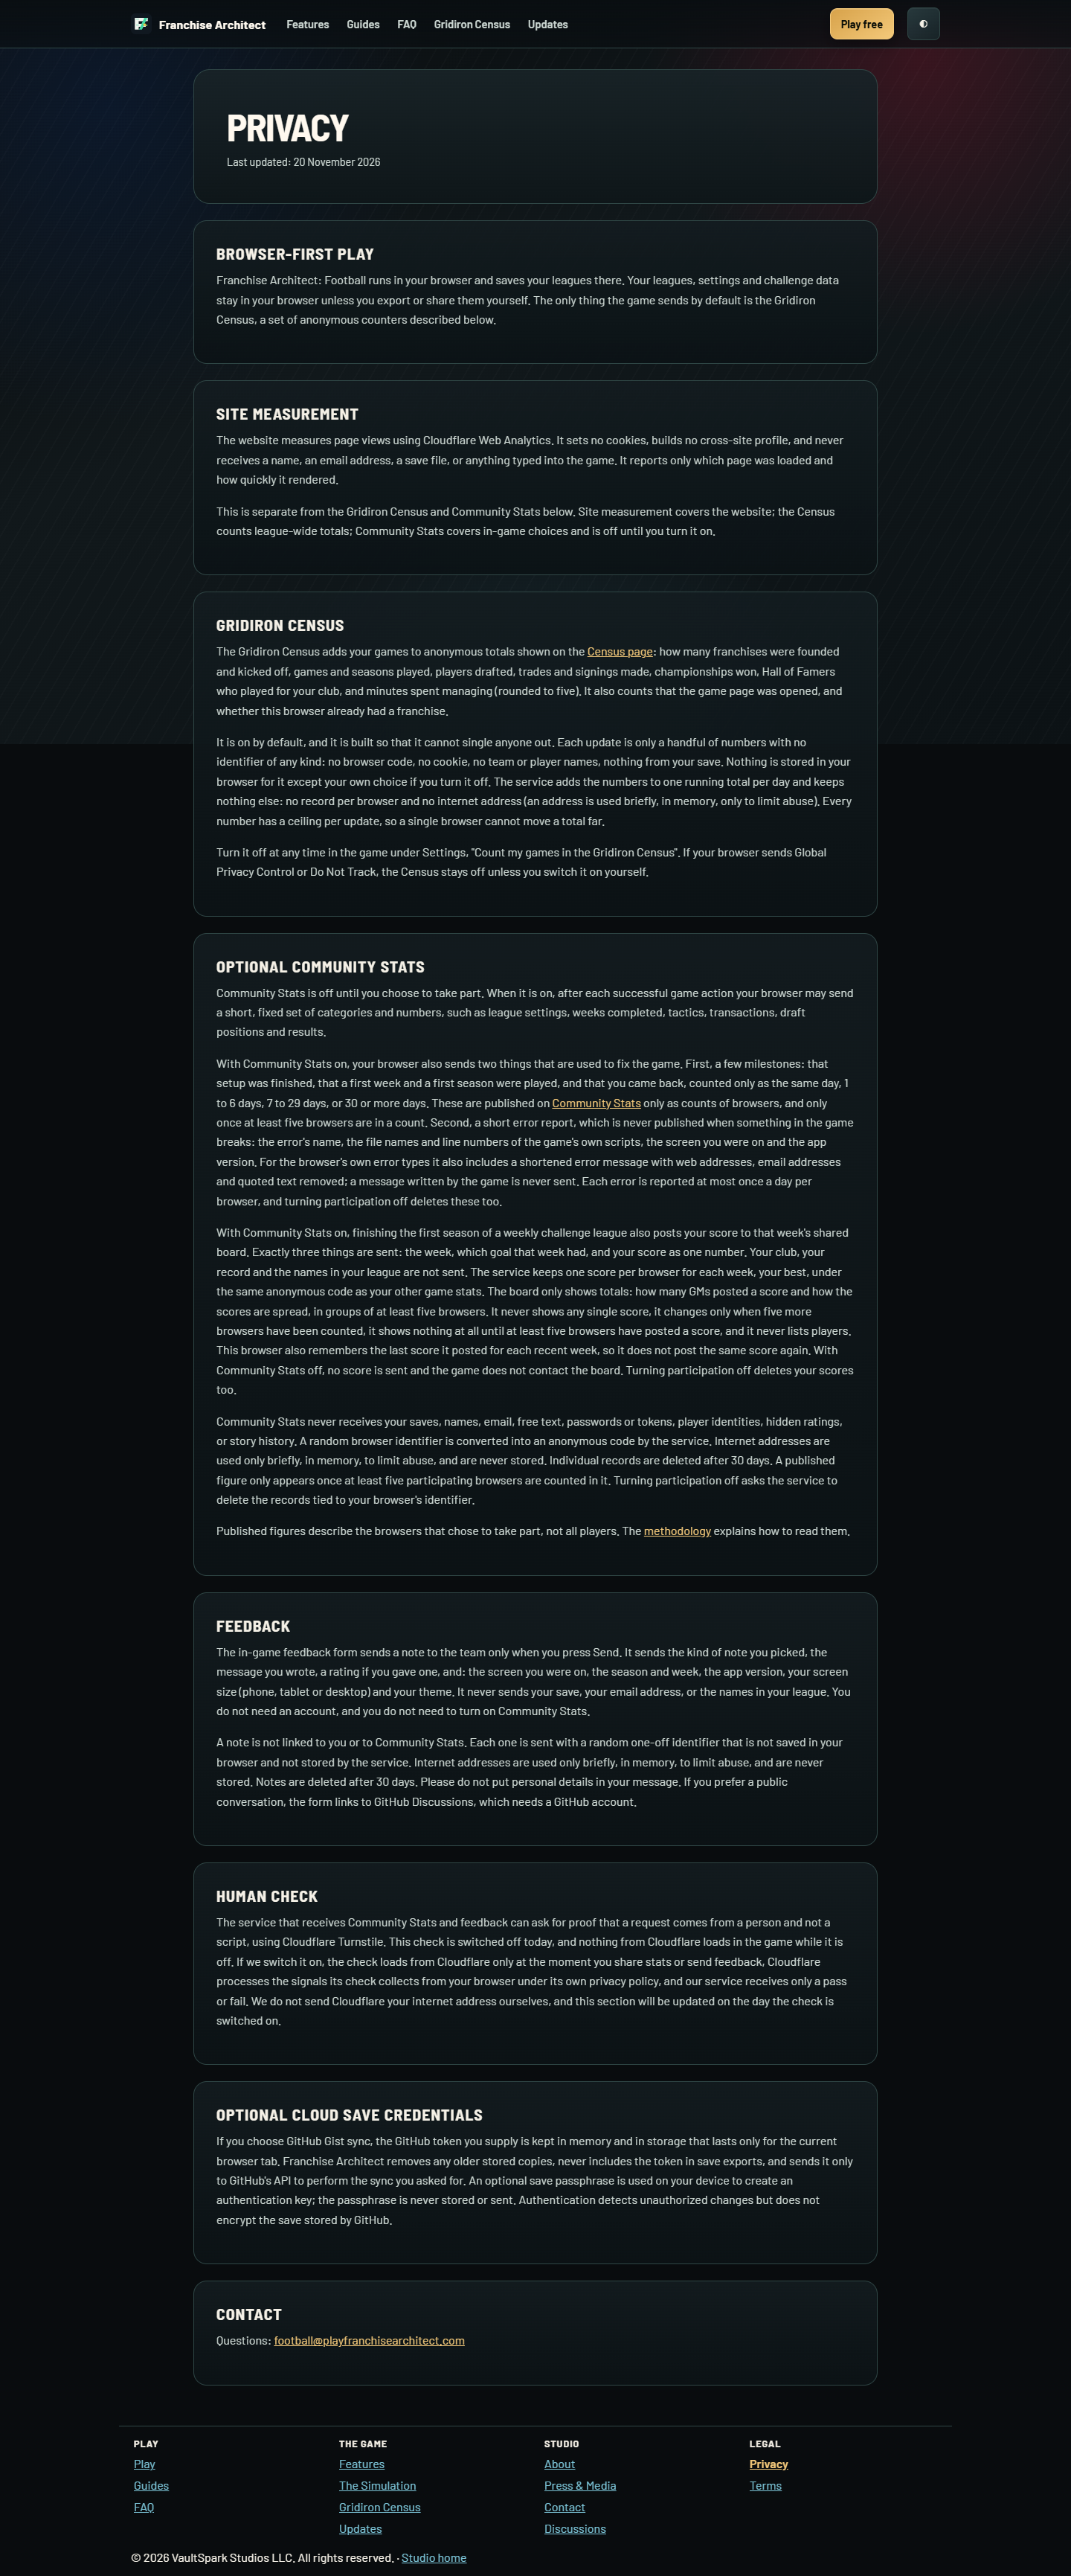 Franchise Architect
Features
Guides
FAQ
Gridiron Census
Updates
Play free
PRIVACY
Last updated: 20 November 2026
BROWSER-FIRST PLAY
Franchise Architect: Football runs in your browser and saves your leagues there. Your leagues, settings and challenge data
stay in your browser unless you export or share them yourself. The only thing the game sends by default is the Gridiron
Census, a set of anonymous counters described below.
SITE MEASUREMENT
The website measures page views using Cloudflare Web Analytics. It sets no cookies, builds no cross-site profile, and never
receives a name, an email address, a save file, or anything typed into the game. It reports only which page was loaded and
how quickly it rendered.
This is separate from the Gridiron Census and Community Stats below. Site measurement covers the website; the Census
counts league-wide totals; Community Stats covers in-game choices and is off until you turn it on.
GRIDIRON CENSUS
The Gridiron Census adds your games to anonymous totals shown on the Census page: how many franchises were founded
and kicked off, games and seasons played, players drafted, trades and signings made, championships won, Hall of Famers
who played for your club, and minutes spent managing (rounded to five). It also counts that the game page was opened, and
whether this browser already had a franchise.
It is on by default, and it is built so that it cannot single anyone out. Each update is only a handful of numbers with no
identifier of any kind: no browser code, no cookie, no team or player names, nothing from your save. Nothing is stored in your
browser for it except your own choice if you turn it off. The service adds the numbers to one running total per day and keeps
nothing else: no record per browser and no internet address (an address is used briefly, in memory, only to limit abuse). Every
number has a ceiling per update, so a single browser cannot move a total far.
Turn it off at any time in the game under Settings, "Count my games in the Gridiron Census". If your browser sends Global
Privacy Control or Do Not Track, the Census stays off unless you switch it on yourself.
OPTIONAL COMMUNITY STATS
Community Stats is off until you choose to take part. When it is on, after each successful game action your browser may send
a short, fixed set of categories and numbers, such as league settings, weeks completed, tactics, transactions, draft
positions and results.
With Community Stats on, your browser also sends two things that are used to fix the game. First, a few milestones: that
setup was finished, that a first week and a first season were played, and that you came back, counted only as the same day, 1
to 6 days, 7 to 29 days, or 30 or more days. These are published on Community Stats only as counts of browsers, and only
once at least five browsers are in a count. Second, a short error report, which is never published when something in the game
breaks: the error's name, the file names and line numbers of the game's own scripts, the screen you were on and the app
version. For the browser's own error types it also includes a shortened error message with web addresses, email addresses
and quoted text removed; a message written by the game is never sent. Each error is reported at most once a day per
browser, and turning participation off deletes these too.
With Community Stats on, finishing the first season of a weekly challenge league also posts your score to that week's shared
board. Exactly three things are sent: the week, which goal that week had, and your score as one number. Your club, your
record and the names in your league are not sent. The service keeps one score per browser for each week, your best, under
the same anonymous code as your other game stats. The board only shows totals: how many GMs posted a score and how the
scores are spread, in groups of at least five browsers. It never shows any single score, it changes only when five more
browsers have been counted, it shows nothing at all until at least five browsers have posted a score, and it never lists players.
This browser also remembers the last score it posted for each recent week, so it does not post the same score again. With
Community Stats off, no score is sent and the game does not contact the board. Turning participation off deletes your scores
too.
Community Stats never receives your saves, names, email, free text, passwords or tokens, player identities, hidden ratings,
or story history. A random browser identifier is converted into an anonymous code by the service. Internet addresses are
used only briefly, in memory, to limit abuse, and are never stored. Individual records are deleted after 30 days. A published
figure only appears once at least five participating browsers are counted in it. Turning participation off asks the service to
delete the records tied to your browser's identifier.
Published figures describe the browsers that chose to take part, not all players. The methodology explains how to read them.
FEEDBACK
The in-game feedback form sends a note to the team only when you press Send. It sends the kind of note you picked, the
message you wrote, a rating if you gave one, and: the screen you were on, the season and week, the app version, your screen
size (phone, tablet or desktop) and your theme. It never sends your save, your email address, or the names in your league. You
do not need an account, and you do not need to turn on Community Stats.
A note is not linked to you or to Community Stats. Each one is sent with a random one-off identifier that is not saved in your
browser and not stored by the service. Internet addresses are used only briefly, in memory, to limit abuse, and are never
stored. Notes are deleted after 30 days. Please do not put personal details in your message. If you prefer a public
conversation, the form links to GitHub Discussions, which needs a GitHub account.
HUMAN CHECK
The service that receives Community Stats and feedback can ask for proof that a request comes from a person and not a
script, using Cloudflare Turnstile. This check is switched off today, and nothing from Cloudflare loads in the game while it is
off. If we switch it on, the check loads from Cloudflare only at the moment you share stats or send feedback, Cloudflare
processes the signals its check collects from your browser under its own privacy policy, and our service receives only a pass
or fail. We do not send Cloudflare your internet address ourselves, and this section will be updated on the day the check is
switched on.
OPTIONAL CLOUD SAVE CREDENTIALS
If you choose GitHub Gist sync, the GitHub token you supply is kept in memory and in storage that lasts only for the current
browser tab. Franchise Architect removes any older stored copies, never includes the token in save exports, and sends it only
to GitHub's API to perform the sync you asked for. An optional save passphrase is used on your device to create an
authentication key; the passphrase is never stored or sent. Authentication detects unauthorized changes but does not
encrypt the save stored by GitHub.
CONTACT
Questions: football@playfranchisearchitect.com
PLAY
Play
Guides
FAQ
THE GAME
Features
The Simulation
Gridiron Census
Updates
STUDIO
About
Press & Media
Contact
Discussions
LEGAL
Privacy
Terms
© 2026 VaultSpark Studios LLC. All rights reserved. · Studio home